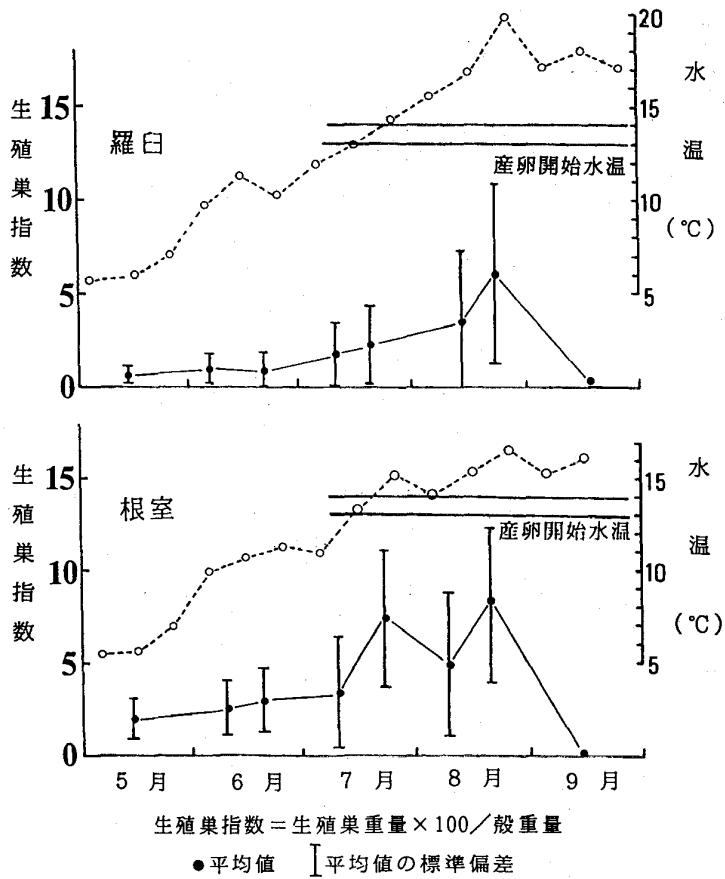 20
水
生殖巣指数
15
15
羅臼
温
産卵開始水温
10
10
(℃)
5
5
0
生殖巣指数
15
15
水
根室
産卵開始水温
温
10
10
(℃)
5
5
0
5月 6月 7月 8月 9月
生殖巣指数=生殖巣重量×100/殻重量
●平均値 平均値の標準偏差